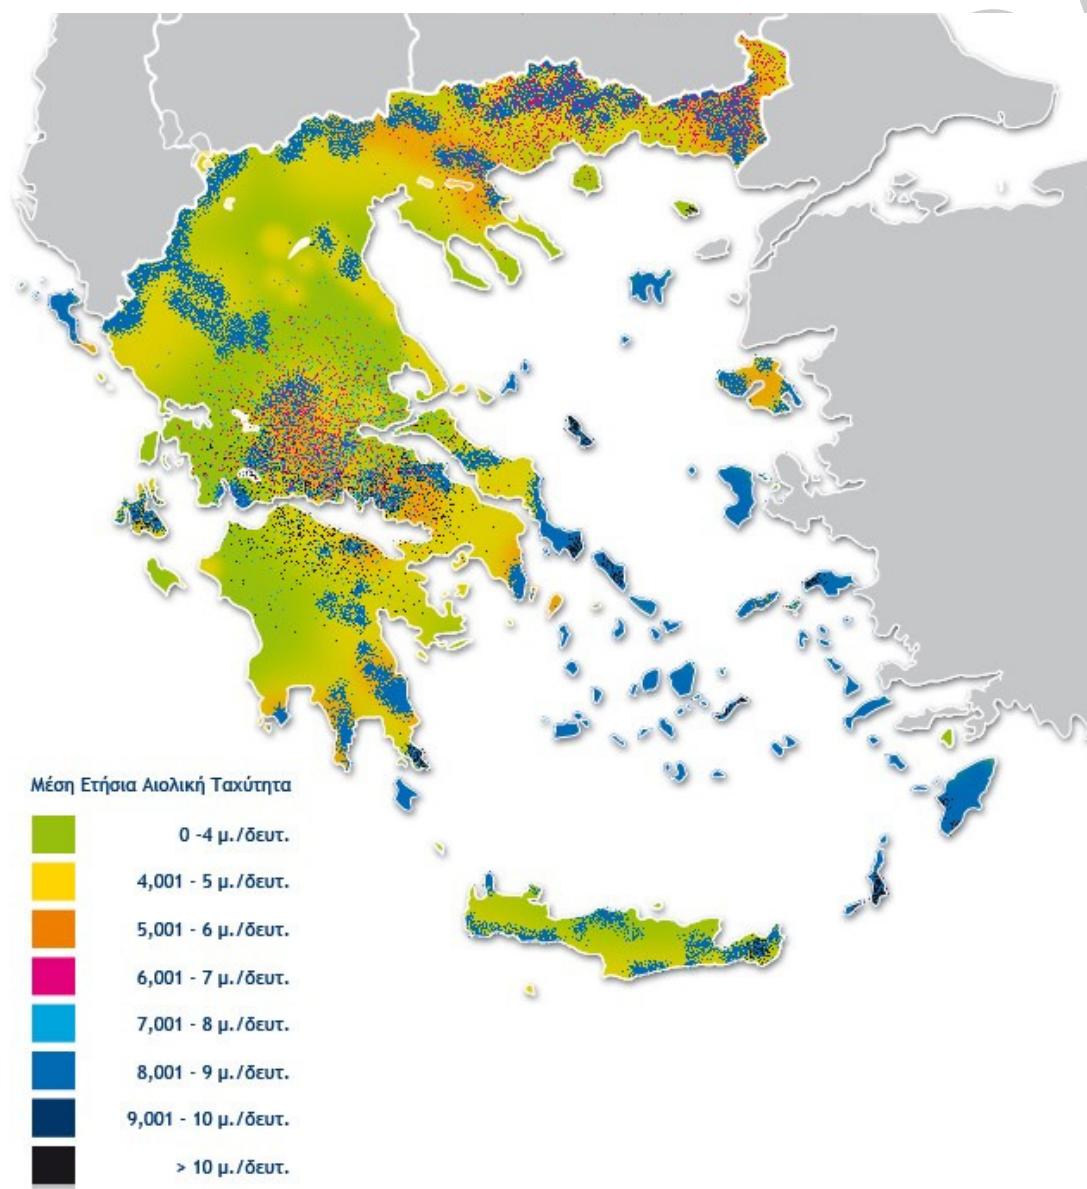 Μέση Ετήσια Αιολική Ταχύτητα
0 -4 μ./δευτ.
4,001 - 5 μ./δευτ.
5,001 - 6 μ./δευτ.
6,001 - 7 μ./δευτ.
7,001 - 8 μ./δευτ.
8,001 - 9 μ./δευτ.
9,001 - 10 μ./δευτ.
> 10 μ./δευτ.